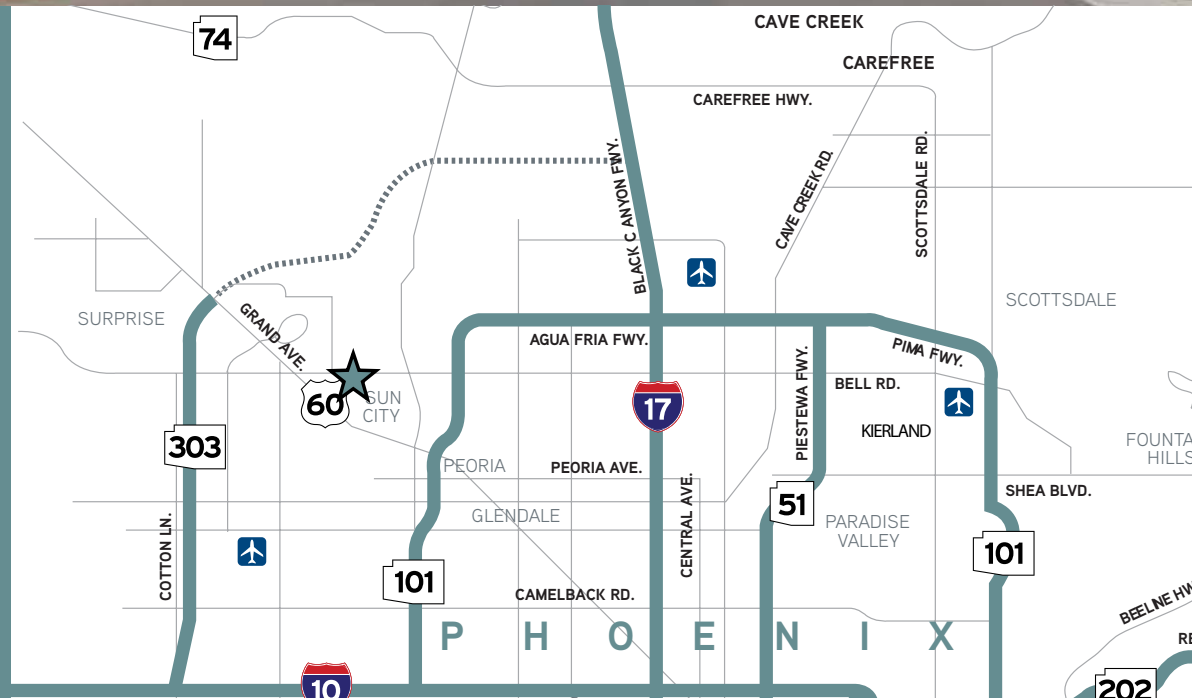 CAVE CREEK
74
CAREFREE
CAREFREE HWY.
BLACK CANYON FWY.
CAVE CREEK RD.
SCOTTSDALE RD.
SCOTTSDALE
SURPRISE
GRAND AVE.
AGUA FRIA FWY.
PIMA FWY.
PIESTEWA FWY.
BELL RD.
60
SUN
CITY
17
KIERLAND
303
FOUNTA
HILLS
PEORIA
PEORIA AVE.
CENTRAL AVE.
SHEA BLVD.
51
GLENDALE
PARADISE
VALLEY
COTTON LN.
101
101
CAMELBACK RD.
BEELINE HW
PHOENIX
RE
10
202